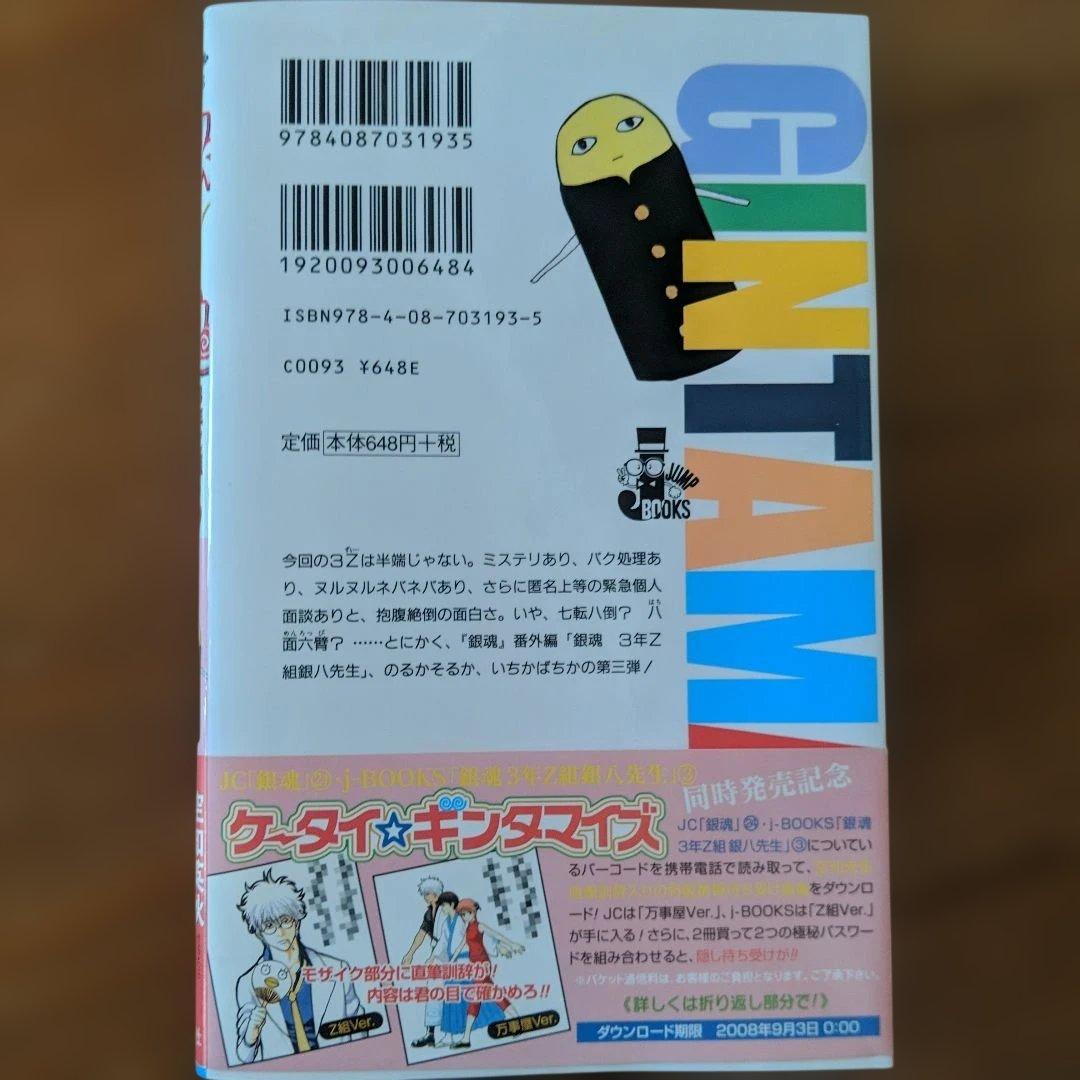 9784087031935
1920093006484
ISBN978-4-08-703193-5
C0093 ¥648E
定価 本体648円＋税
GINTAMA
JUMP
J BOOKS
今回の3Z(ずぃー)は半端じゃない。ミステリあり、バク処理あ
り、ヌルヌルネバネバあり、さらに匿名上等の緊急個人
面談ありと、抱腹絶倒の面白さ。いや、七転八倒？ 八(はち)
面六臂(めんろっぴ)？ ……とにかく、『銀魂』番外編「銀魂 3年Z
組銀八先生」、のるかそるか、いちかばちかの第三弾！
JC「銀魂」㉔・j-BOOKS「銀魂3年Z組銀八先生」③
同時発売記念
ケータイ☆ギンタマイズ
JC「銀魂」㉔・j-BOOKS「銀魂
3年Z組 銀八先生」③についてい
るバーコードを携帯電話で読み取って、
をダウンロ
ード！JCは「万事屋Ver.」、j-BOOKSは「Z組Ver.」
が手に入る！さらに、2冊買って2つの極秘パスワー
ドを組み合わせると、隠し待ち受けが!!
※パケット通信料は、お客様のご負担となります。ご了承下さい。
《詳しくは折り返し部分で！》
ダウンロード期限 2008年9月3日 0:00
モザイク部分に直筆訓辞が！
内容は君の目で確かめろ!!
Z組Ver.
万事屋Ver.